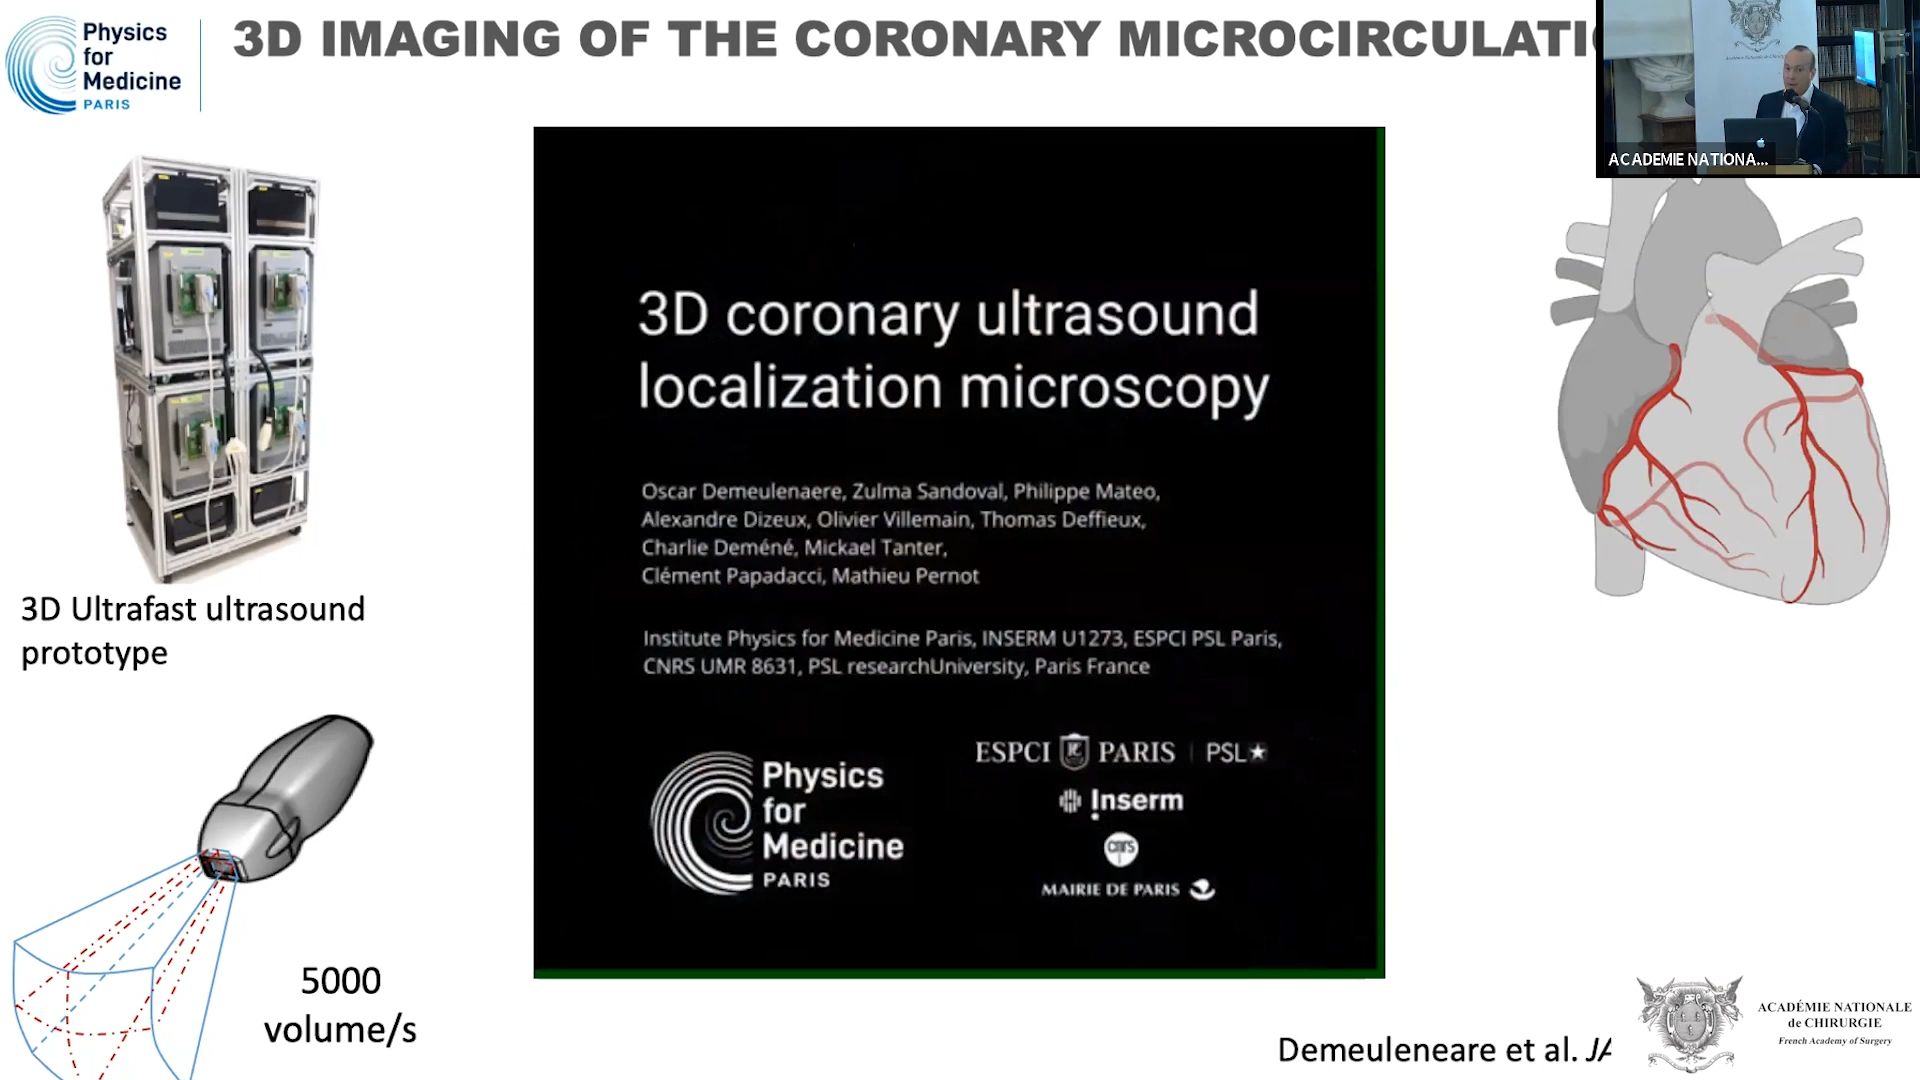 Physics
for
Medicine
PARIS
3D IMAGING OF THE CORONARY MICROCIRCULATI
ACADEMIE NATIONA...
3D coronary ultrasound
localization microscopy
Oscar Demeulenaere, Zulma Sandoval, Philippe Mateo,
Alexandre Dizeux, Olivier Villemain, Thomas Deffieux,
Charlie Deméné, Mickael Tanter,
Clément Papadacci, Mathieu Pernot
Institute Physics for Medicine Paris, INSERM U1273, ESPCI PSL Paris,
CNRS UMR 8631, PSL researchUniversity, Paris France
Physics
for
Medicine
PARIS
ESPCI PARIS | PSL★
Inserm
cnrs
MAIRIE DE PARIS
3D Ultrafast ultrasound
prototype
5000
volume/s
Demeuleneare et al. JA
ACADÉMIE NATIONALE
de CHIRURGIE
French Academy of Surgery